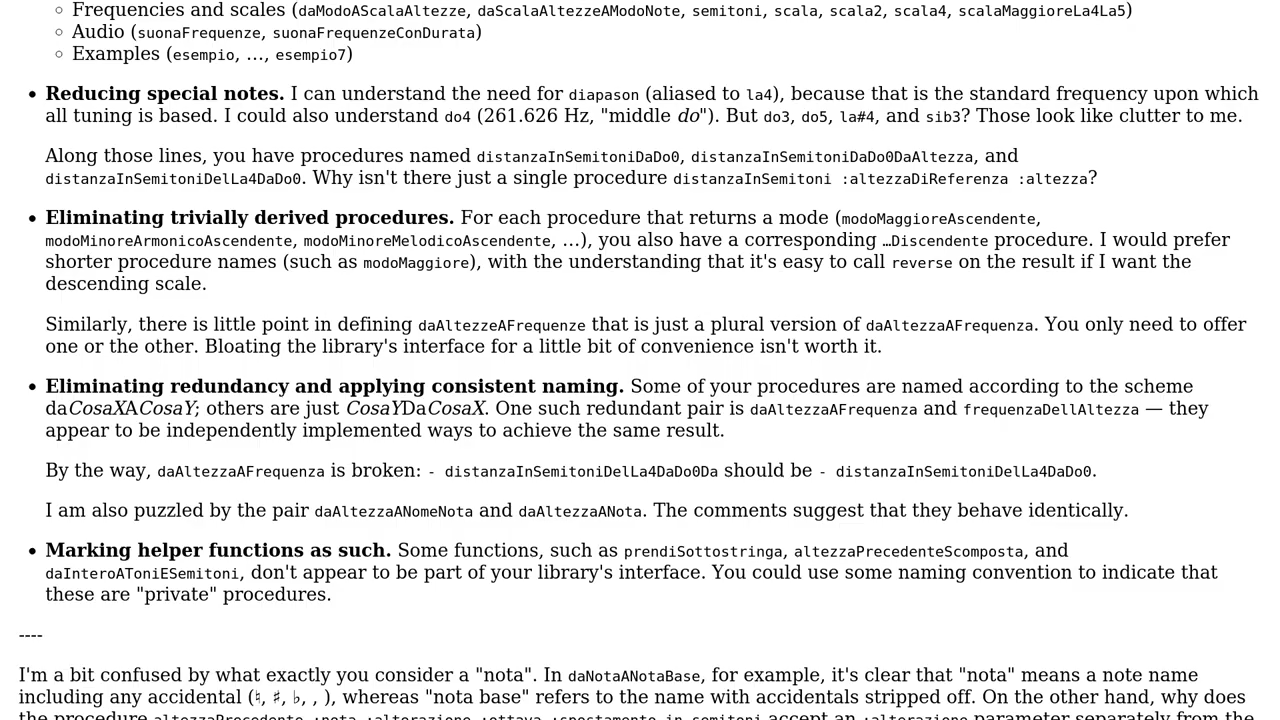 Frequencies and scales (daModoAScalaAltezze, daScalaAltezzeAModoNote, semitoni, scala, scala2, scala4, scalaMaggioreLa4La5)
Audio (suonaFrequenze, suonaFrequenzeConDurata)
Examples (esempio, …, esempio7)
Reducing special notes. I can understand the need for diapason (aliased to la4), because that is the standard frequency upon which
all tuning is based. I could also understand do4 (261.626 Hz, "middle do"). But do3, do5, la#4, and sib3? Those look like clutter to me.
Along those lines, you have procedures named distanzaInSemitoniDaDo0, distanzaInSemitoniDaDo0DaAltezza, and
distanzaInSemitoniDelLa4DaDo0. Why isn't there just a single procedure distanzaInSemitoni :altezzaDiReferenza :altezza?
Eliminating trivially derived procedures. For each procedure that returns a mode (modoMaggioreAscendente,
modoMinoreArmonicoAscendente, modoMinoreMelodicoAscendente, …), you also have a corresponding …Discendente procedure. I would prefer
shorter procedure names (such as modoMaggiore), with the understanding that it's easy to call reverse on the result if I want the
descending scale.
Similarly, there is little point in defining daAltezzeAFrequenze that is just a plural version of daAltezzaAFrequenza. You only need to offer
one or the other. Bloating the library's interface for a little bit of convenience isn't worth it.
Eliminating redundancy and applying consistent naming. Some of your procedures are named according to the scheme
daCosaXACosaY; others are just CosaYDaCosaX. One such redundant pair is daAltezzaAFrequenza and frequenzaDellAltezza — they
appear to be independently implemented ways to achieve the same result.
By the way, daAltezzaAFrequenza is broken: - distanzaInSemitoniDelLa4DaDo0Da should be - distanzaInSemitoniDelLa4DaDo0.
I am also puzzled by the pair daAltezzaANomeNota and daAltezzaANota. The comments suggest that they behave identically.
Marking helper functions as such. Some functions, such as prendiSottostringa, altezzaPrecedenteScomposta, and
daInteroAToniESemitoni, don't appear to be part of your library's interface. You could use some naming convention to indicate that
these are "private" procedures.
----
I'm a bit confused by what exactly you consider a "nota". In daNotaANotaBase, for example, it's clear that "nota" means a note name
including any accidental (♮, ♯, ♭, , ), whereas "nota base" refers to the name with accidentals stripped off. On the other hand, why does
the procedure altezzaPrecedente :nota :alterazione :ottava :spostamento_in_semitoni accept an :alterazione parameter separately from the